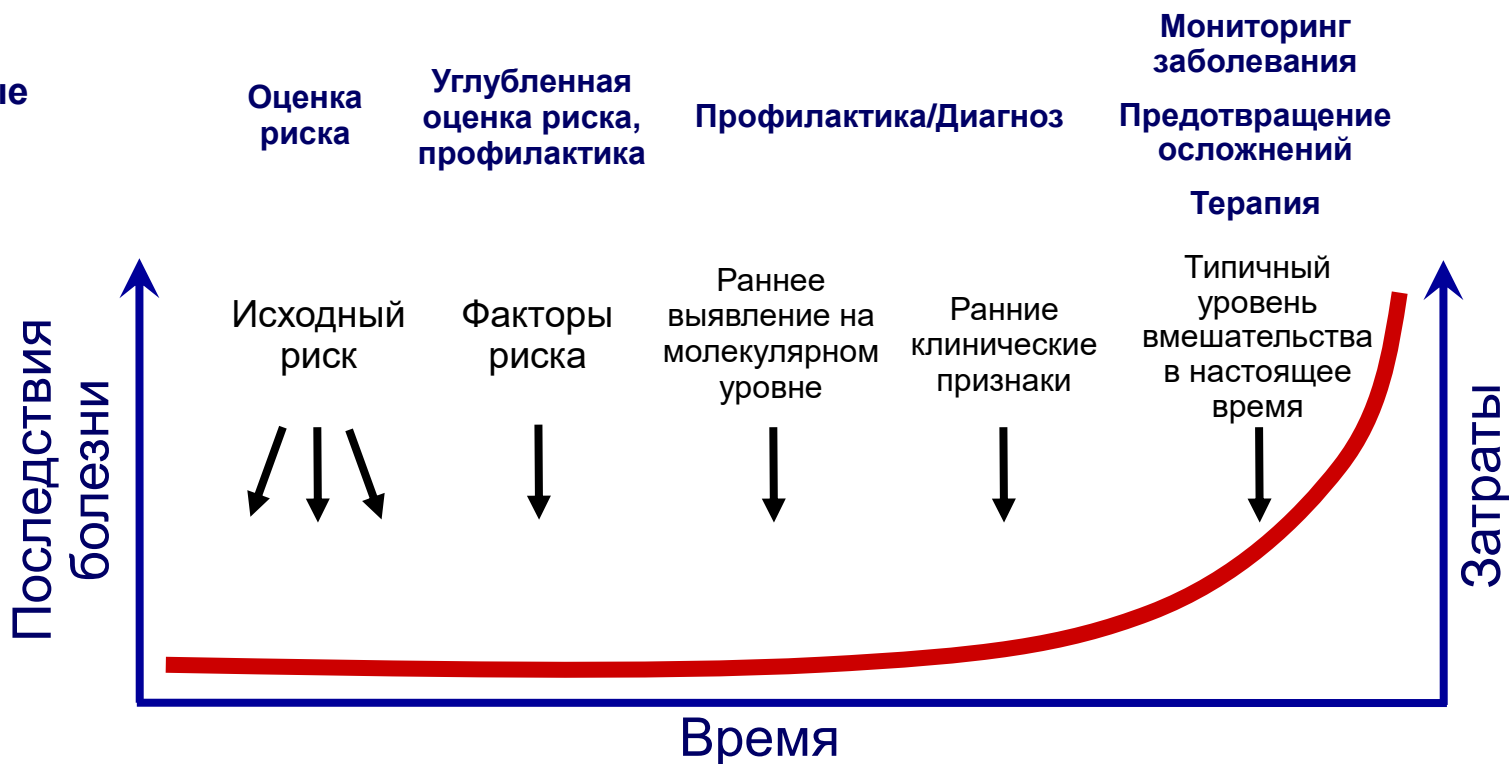 Оценка
риска
Углубленная
оценка риска,
профилактика
Профилактика/Диагноз
Мониторинг
заболевания
Предотвращение
осложнений
Терапия
Исходный
риск
Факторы
риска
Раннее
выявление на
молекулярном
уровне
Ранние
клинические
признаки
Типичный
уровень
вмешательства
в настоящее
время
Последствия
болезни
Затраты
Время